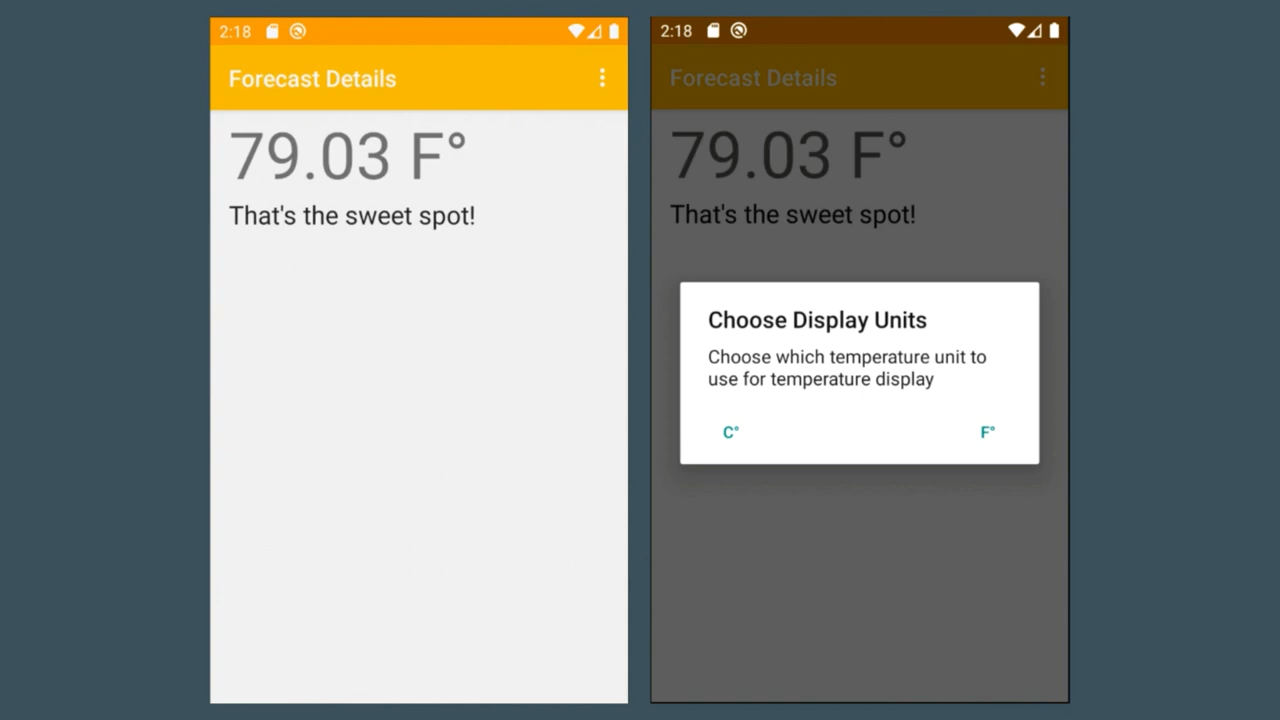 2:18
Forecast Details
79.03 F°
That's the sweet spot!
2:18
Forecast Details
79.03 F°
That's the sweet spot!
Choose Display Units
Choose which temperature unit to
use for temperature display
C° F°